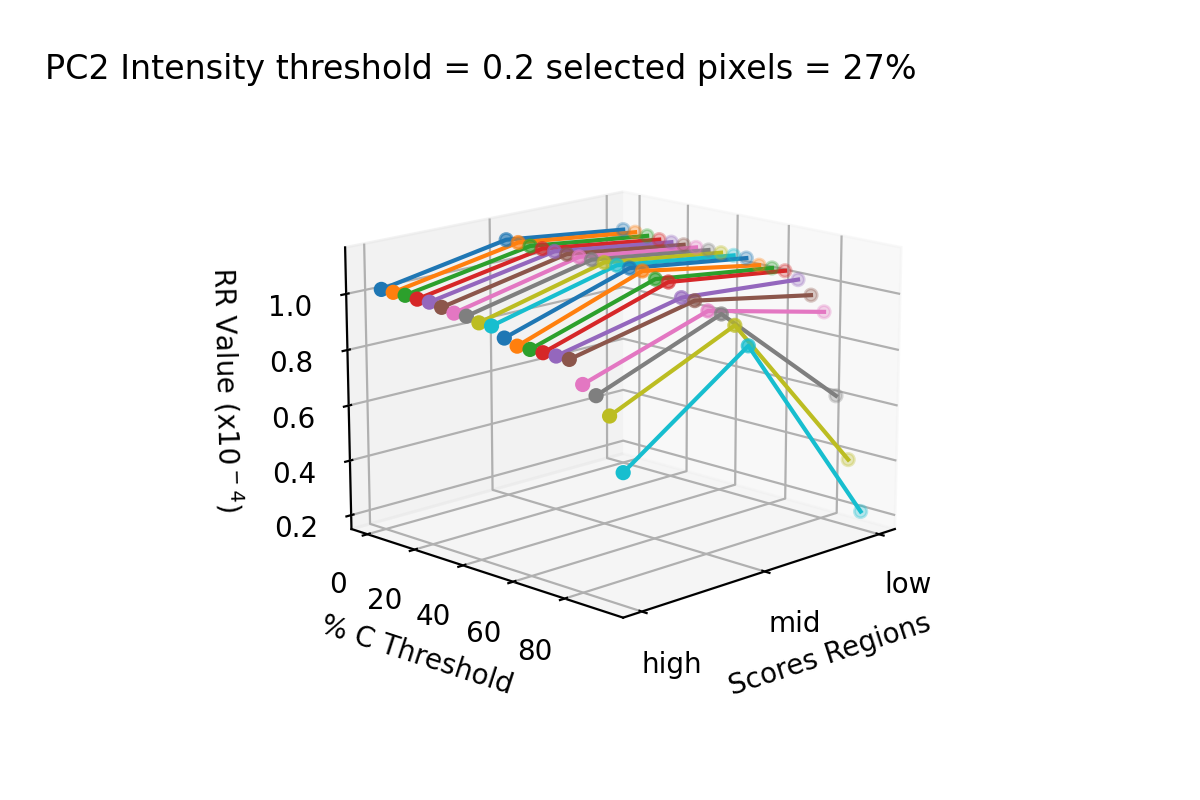 PC2 Intensity threshold = 0.2 selected pixels = 27%
RR Value (x10⁻⁴)
1.0
0.8
0.6
0.4
0.2
0
20
40
60
80
% C Threshold
high
mid
low
Scores Regions